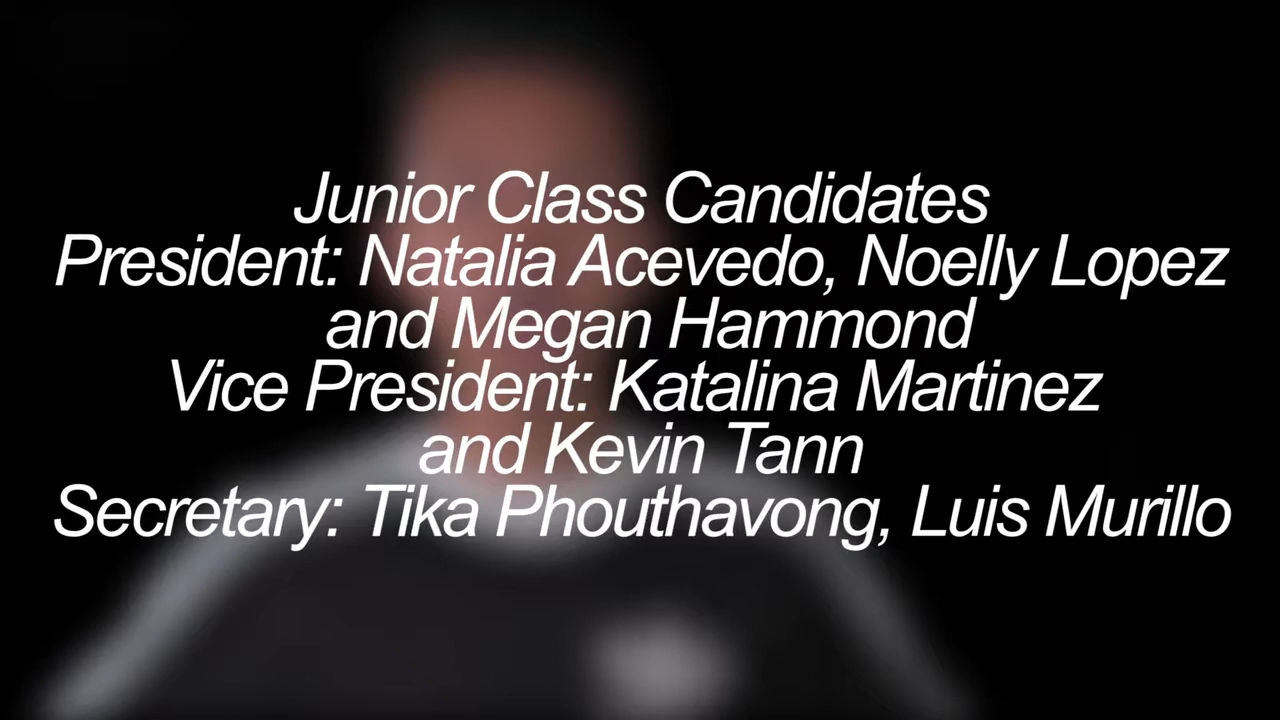 Junior Class Candidates
President: Natalia Acevedo, Noelly Lopez
and Megan Hammond
Vice President: Katalina Martinez
and Kevin Tann
Secretary: Tika Phouthavong, Luis Murillo